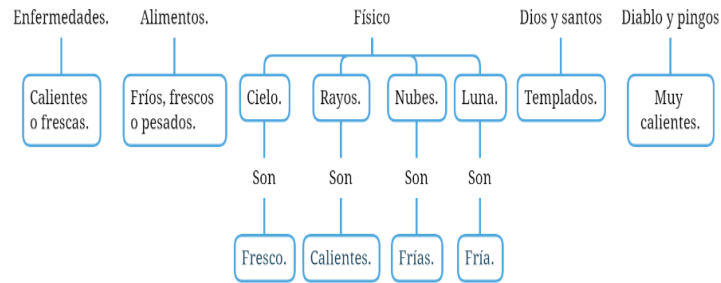 Enfermedades. Alimentos. Físico Dios y santos Diablo y pingos
Calientes
o frescas.
Fríos, frescos
o pesados.
Cielo. Rayos. Nubes. Luna.
Templados.
Muy
calientes.
Son Son Son Son
Fresco. Calientes. Frías. Fría.